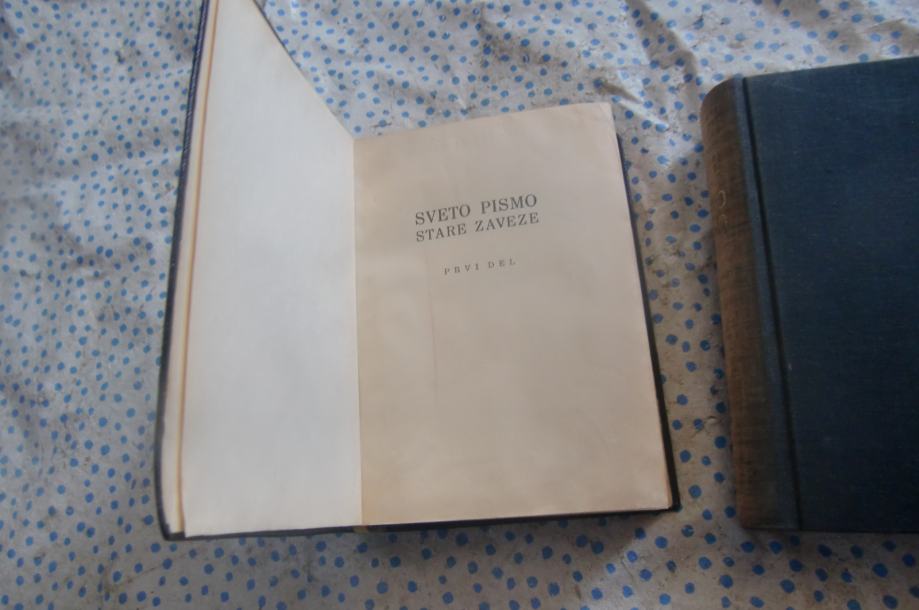 SVETO PISMO
STARE ZAVEZE
PRVI DEL